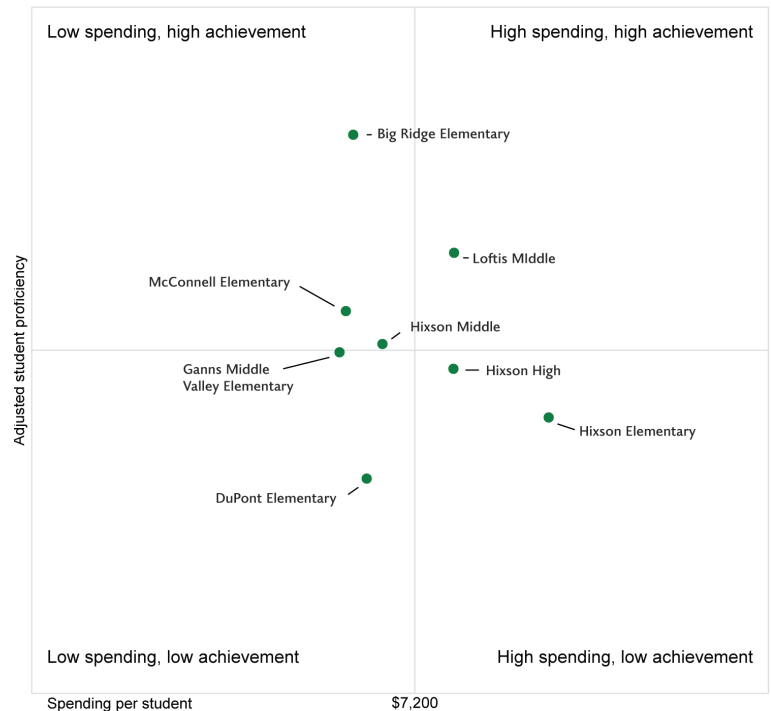 Low spending, high achievement
High spending, high achievement
Big Ridge Elementary
Loftis MIddle
McConnell Elementary
Hixson Middle
Ganns Middle
Valley Elementary
Hixson High
Hixson Elementary
DuPont Elementary
Adjusted student proficiency
Low spending, low achievement
High spending, low achievement
Spending per student
$7,200